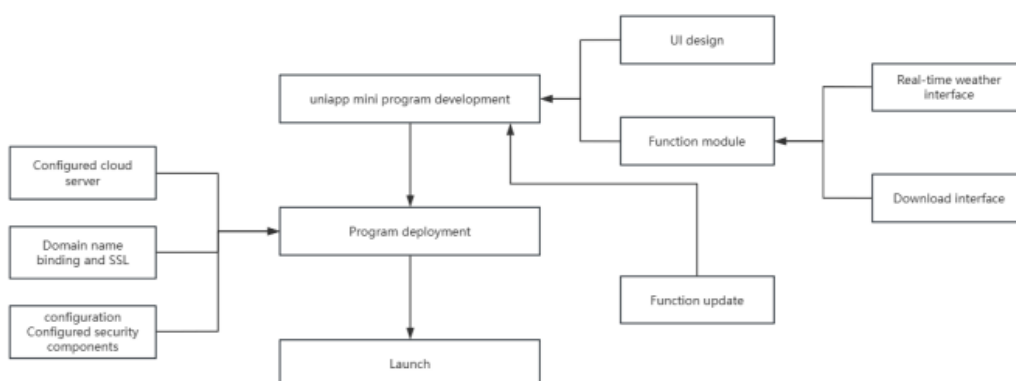 UI design
uniapp mini program development
Real-time weather
interface
Function module
Configured cloud
server
Download interface
Program deployment
Domain name
binding and SSL
Function update
configuration
Configured security
components
Launch